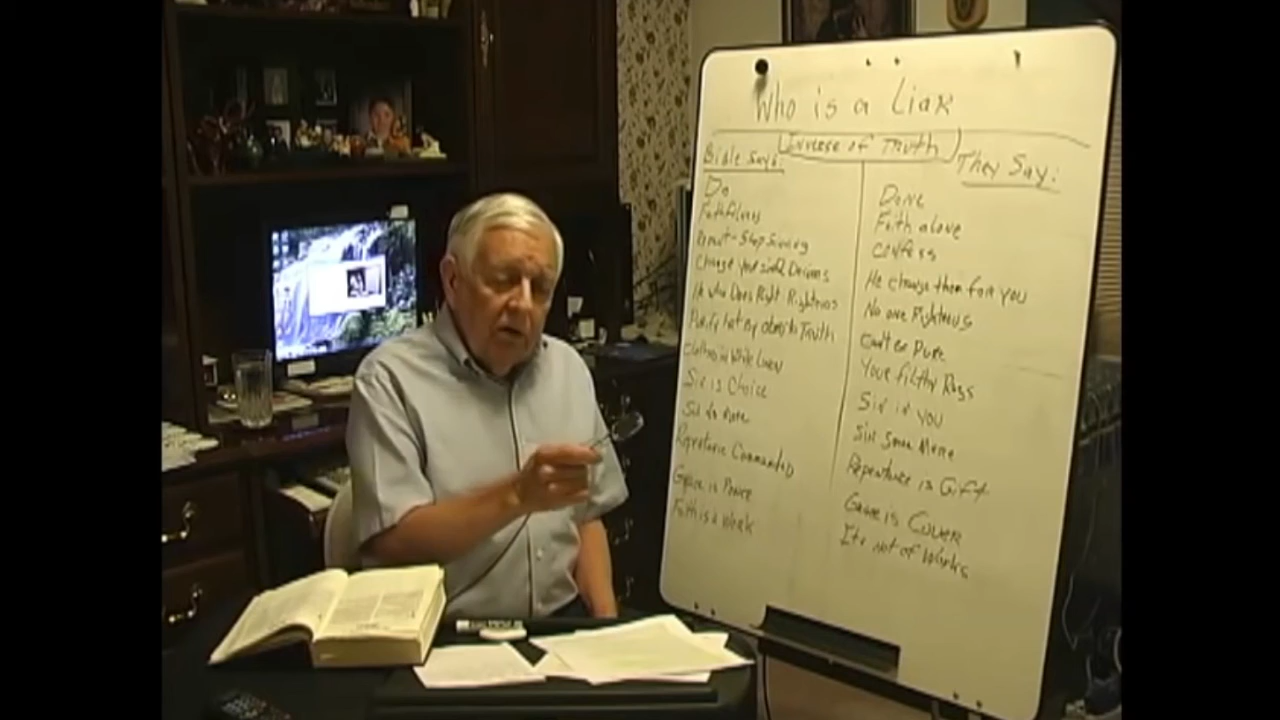 Who is a Liar
Inverse of Truth
Bible Says:
Do
Faithfulness
Repent - Stop Sinning
Change your sinful Desires
He who Does Right Righteous
Purify heart by obey to Truth
Clothed in White Linen
Sin is Choice
Sin No More
Repentance Commanded
Grace is Power
Faith is a Work
They Say:
Done
Faith alone
Confess
He change them for you
No one Righteous
Can't be Pure
Your filthy Rags
Sin in you
Sin Some More
Repentance is Gift
Grace is Cover
Its not of Works